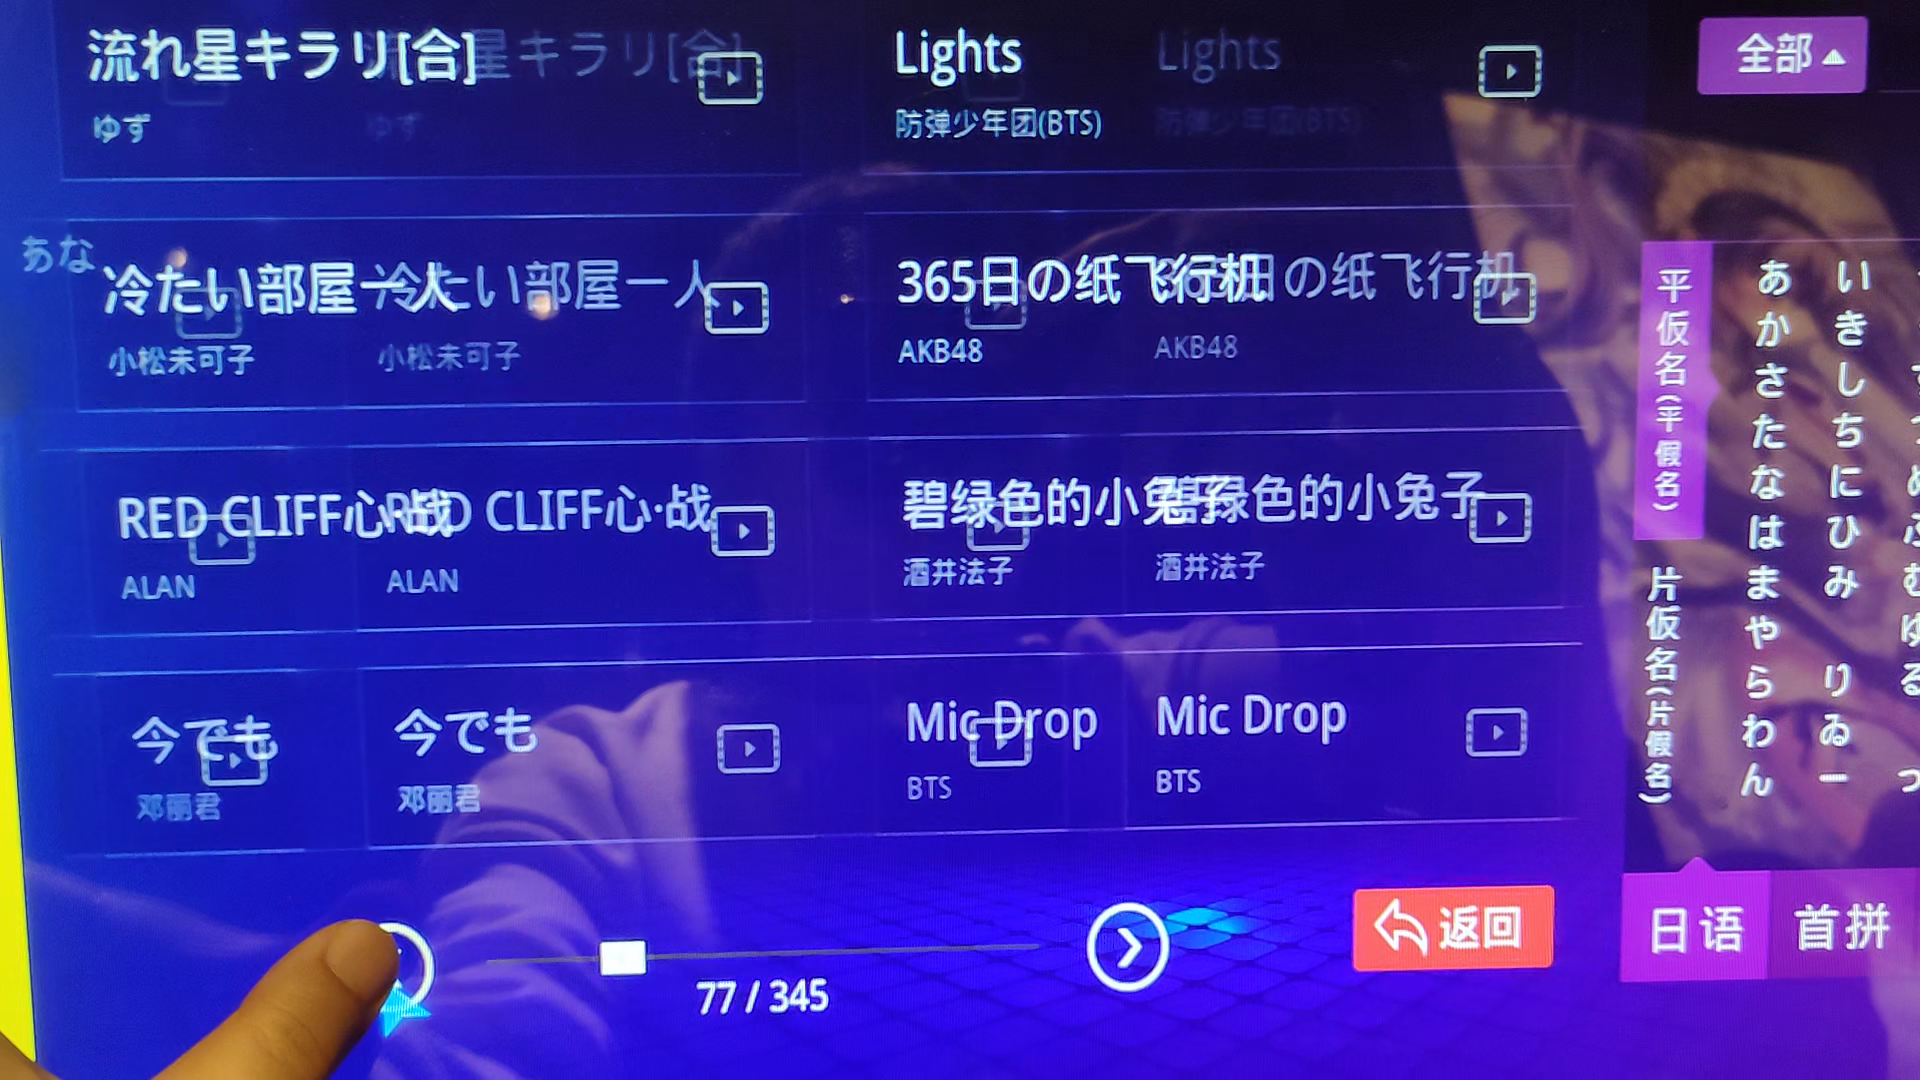 流れ星キラリ[合]
ゆず
Lights
防弹少年团(BTS)
全部
あな
冷たい部屋一人
小松未可子
365日の纸飞行机
AKB48
RED CLIFF心·战
ALAN
碧绿色的小兔子
酒井法子
今でも
邓丽君
Mic Drop
BTS
77 / 345
返回
平仮名(平假名)
片仮名(片假名)
あかさたなはまやらわん
いきしちにひみ りゐー
日语
首拼